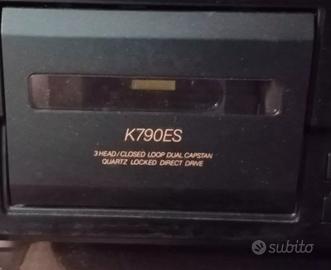 K790ES
3 HEAD/CLOSED LOOP DUAL CAPSTAN
QUARTZ LOCKED DIRECT DRIVE
subito